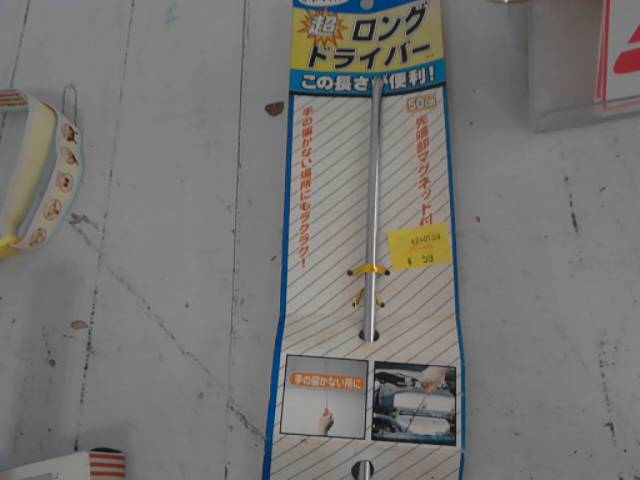 超 ロング
ドライバー
この長さが便利!
50cm
先端部マグネット付
手の届かない場所にもラクラク!
¥ 59
手の届かない所に